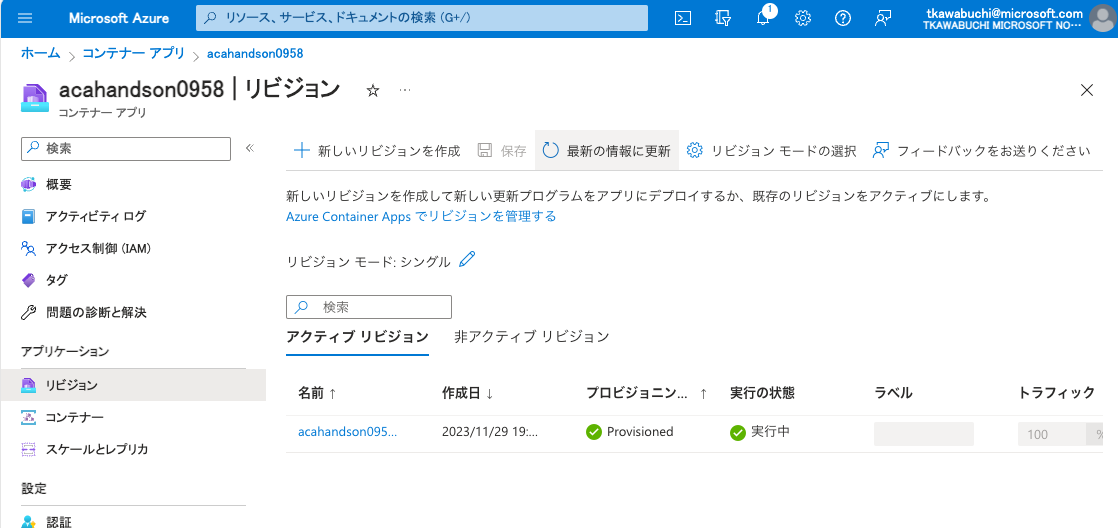 Microsoft Azure
リソース、サービス、ドキュメントの検索 (G+/)
1
tkawabuchi@microsoft.com
TKAWABUCHI MICROSOFT NO...
ホーム > コンテナー アプリ > acahandson0958
acahandson0958 | リビジョン
コンテナー アプリ
検索
概要
アクティビティ ログ
アクセス制御 (IAM)
タグ
問題の診断と解決
アプリケーション
リビジョン
コンテナー
スケールとレプリカ
設定
認証
新しいリビジョンを作成
保存
最新の情報に更新
リビジョン モードの選択
フィードバックをお送りください
新しいリビジョンを作成して新しい更新プログラムをアプリにデプロイするか、既存のリビジョンをアクティブにします。
Azure Container Apps でリビジョンを管理する
リビジョン モード: シングル
検索
アクティブ リビジョン
非アクティブ リビジョン
名前 ↑ 作成日 ↓ プロビジョニン... ↑ 実行の状態 ラベル トラフィック
acahandson095... 2023/11/29 19:... Provisioned 実行中 100 %